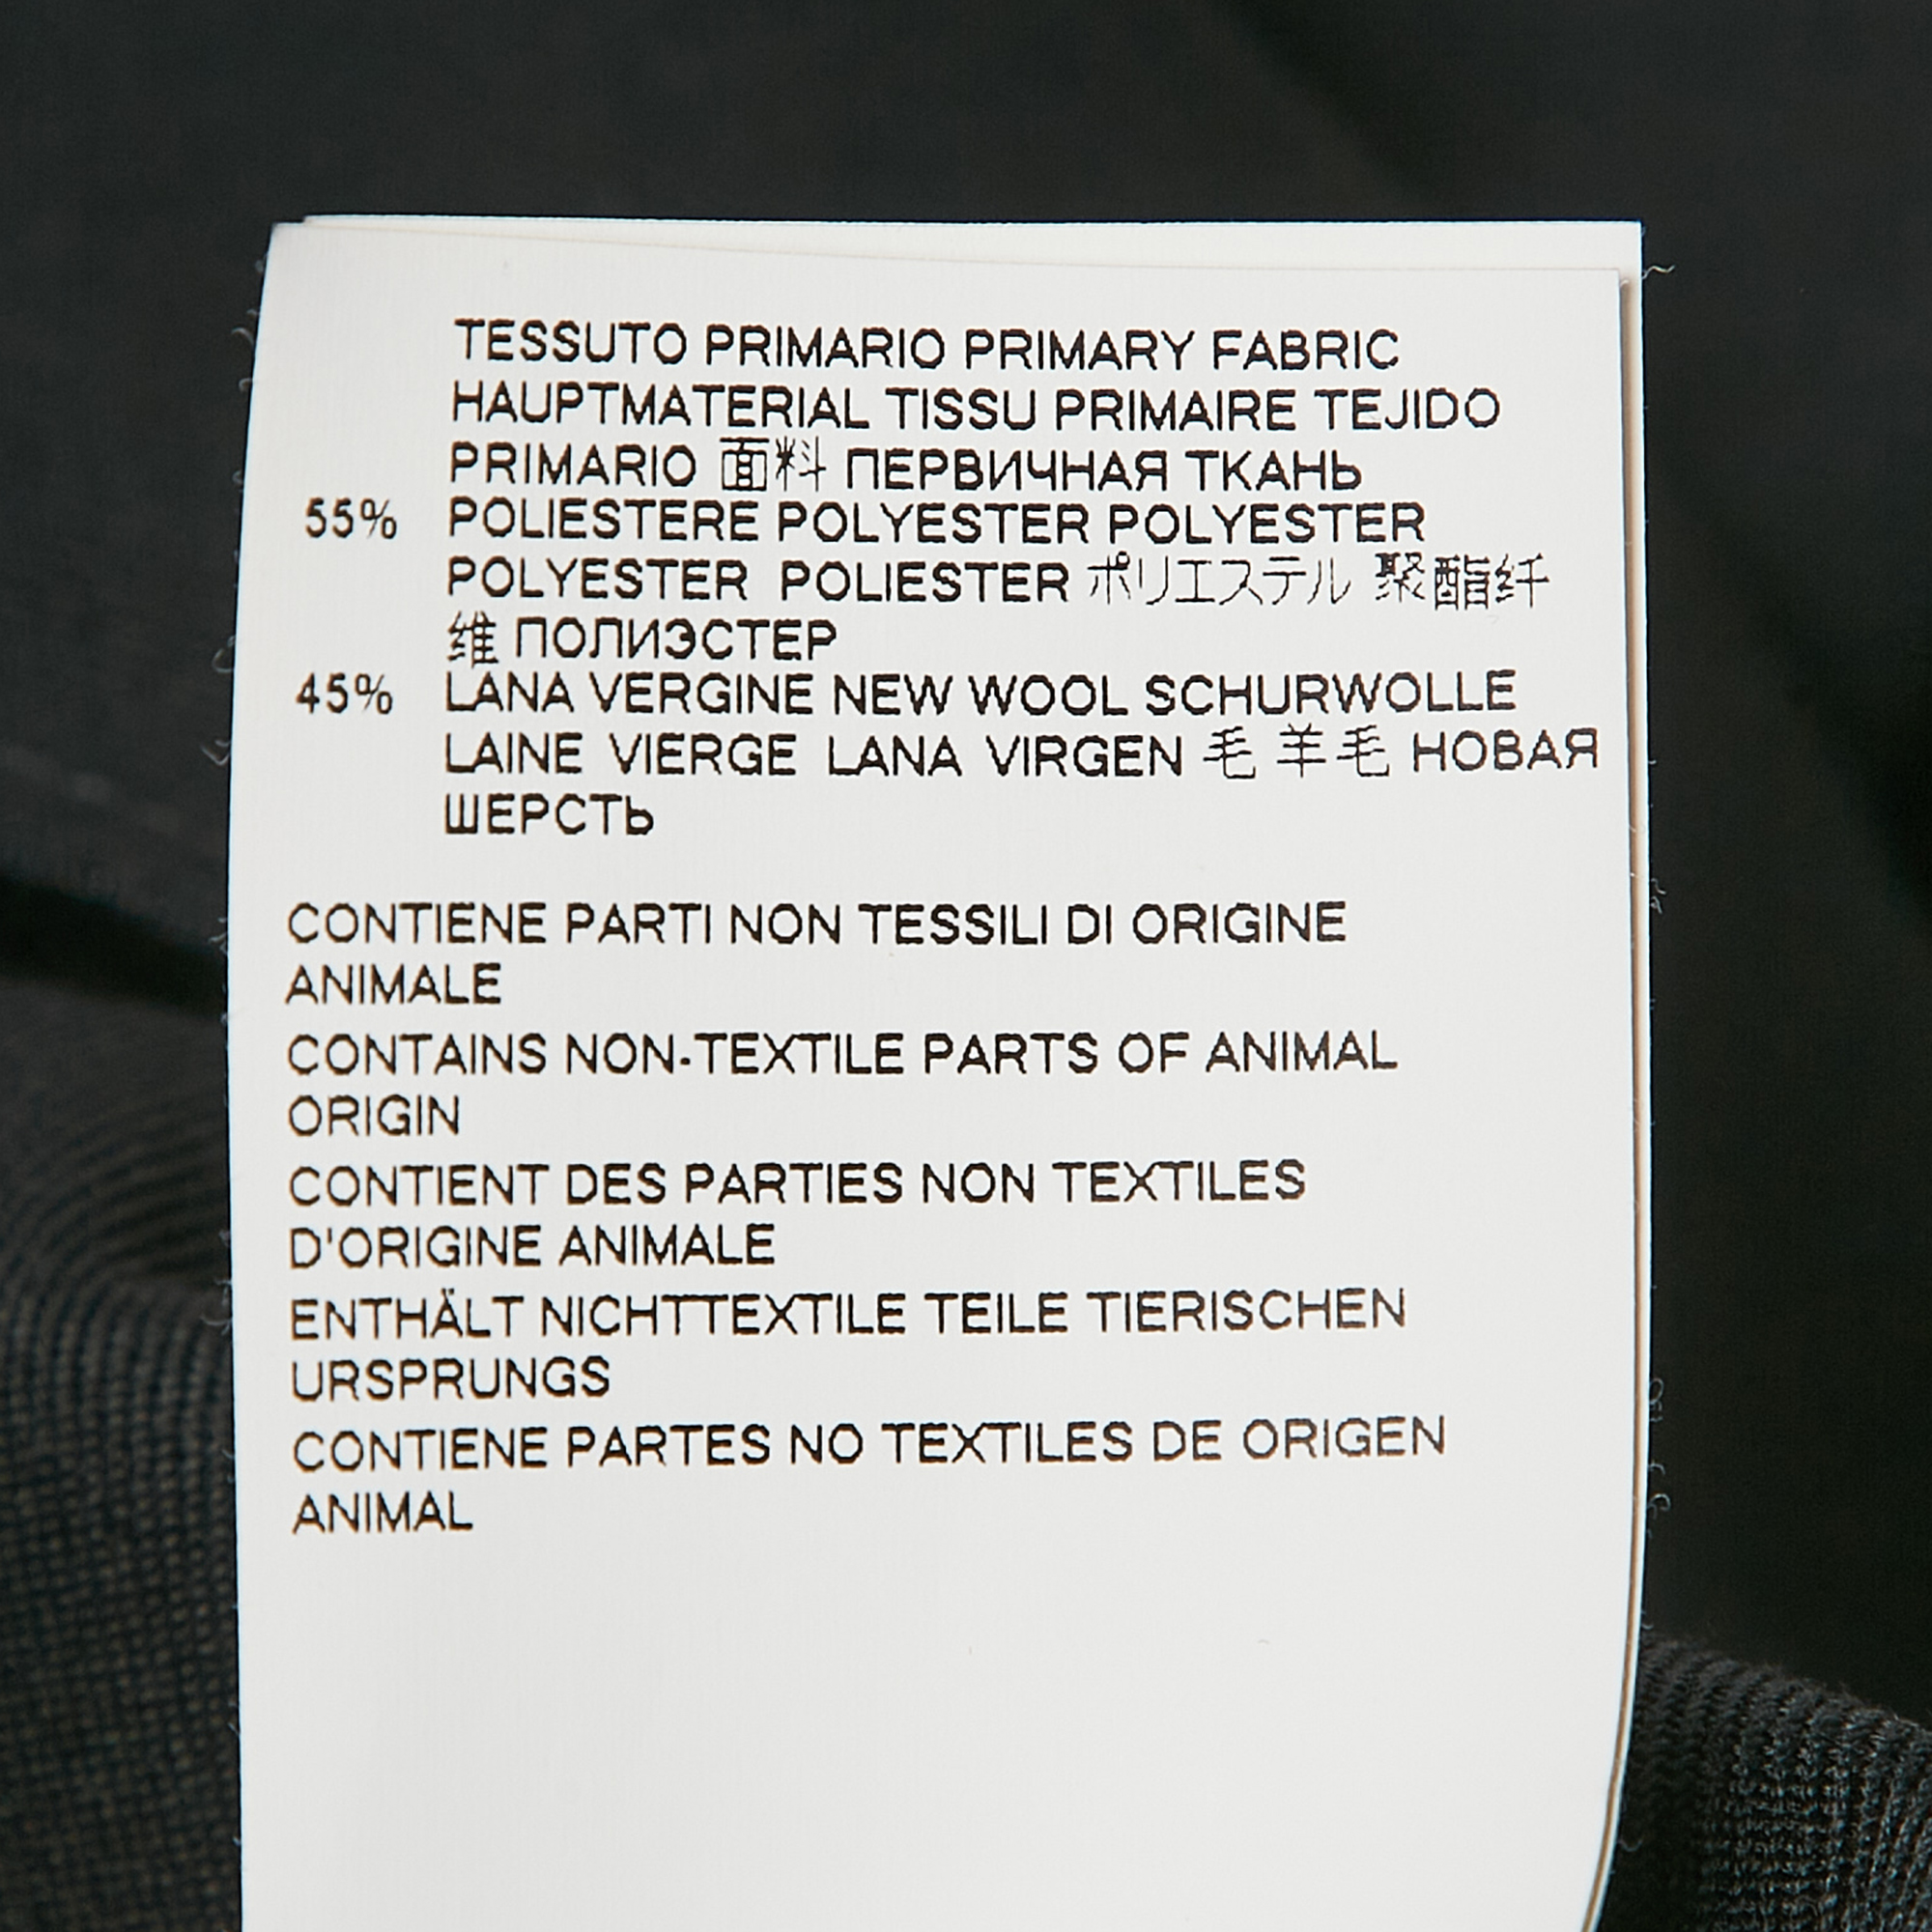 TESSUTO PRIMARIO PRIMARY FABRIC
HAUPTMATERIAL TISSU PRIMAIRE TEJIDO
PRIMARIO 面料 ПЕРВИЧНАЯ ТКАНЬ
55% POLIESTERE POLYESTER POLYESTER
POLYESTER POLIESTER ポリエステル 聚酯纤
维 ПОЛИЭСТЕР
45% LANA VERGINE NEW WOOL SCHURWOLLE
LAINE VIERGE LANA VIRGEN 毛 羊毛 НОВАЯ
ШЕРСТЬ
CONTIENE PARTI NON TESSILI DI ORIGINE
ANIMALE
CONTAINS NON-TEXTILE PARTS OF ANIMAL
ORIGIN
CONTIENT DES PARTIES NON TEXTILES
D'ORIGINE ANIMALE
ENTHÄLT NICHTTEXTILE TEILE TIERISCHEN
URSPRUNGS
CONTIENE PARTES NO TEXTILES DE ORIGEN
ANIMAL